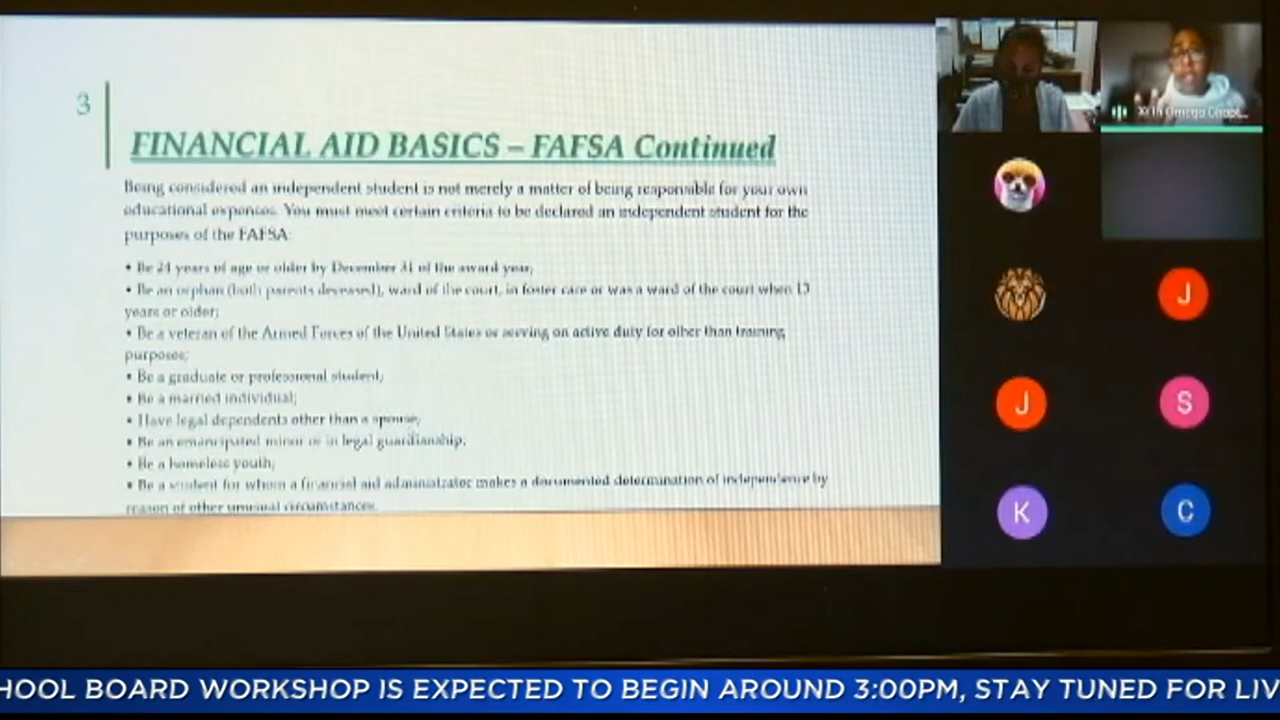 3
FINANCIAL AID BASICS – FAFSA Continued
Being considered an independent student is not merely a matter of being responsible for your own
educational expenses. You must meet certain criteria to be declared an independent student for the
purposes of the FAFSA:
• Be 24 years of age or older by December 31 of the award year;
• Be an orphan (both parents deceased), ward of the court, in foster care or was a ward of the court when 13
years or older;
• Be a veteran of the Armed Forces of the United States or serving on active duty for other than training
purposes;
• Be a graduate or professional student;
• Be a married individual;
• Have legal dependents other than a spouse;
• Be an emancipated minor or in legal guardianship;
• Be a homeless youth;
• Be a student for whom a financial aid administrator makes a documented determination of independence by
reason of other unusual circumstances.
Omega Chapt...
J
J
S
K
C
HOOL BOARD WORKSHOP IS EXPECTED TO BEGIN AROUND 3:00PM, STAY TUNED FOR LIV